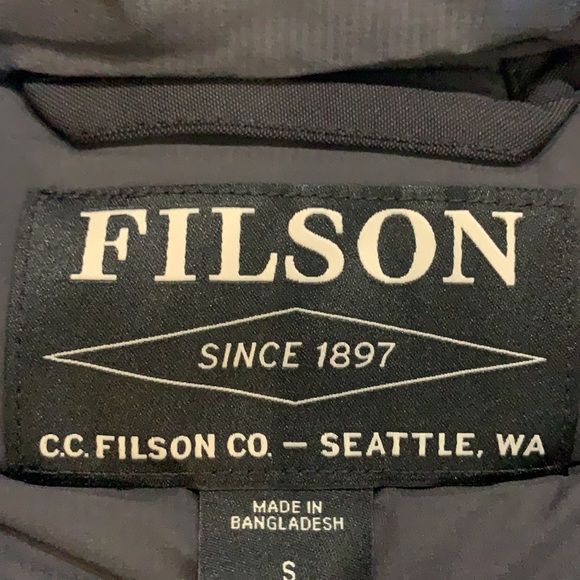 FILSON
SINCE 1897
C.C. FILSON CO. — SEATTLE, WA
MADE IN
BANGLADESH
S